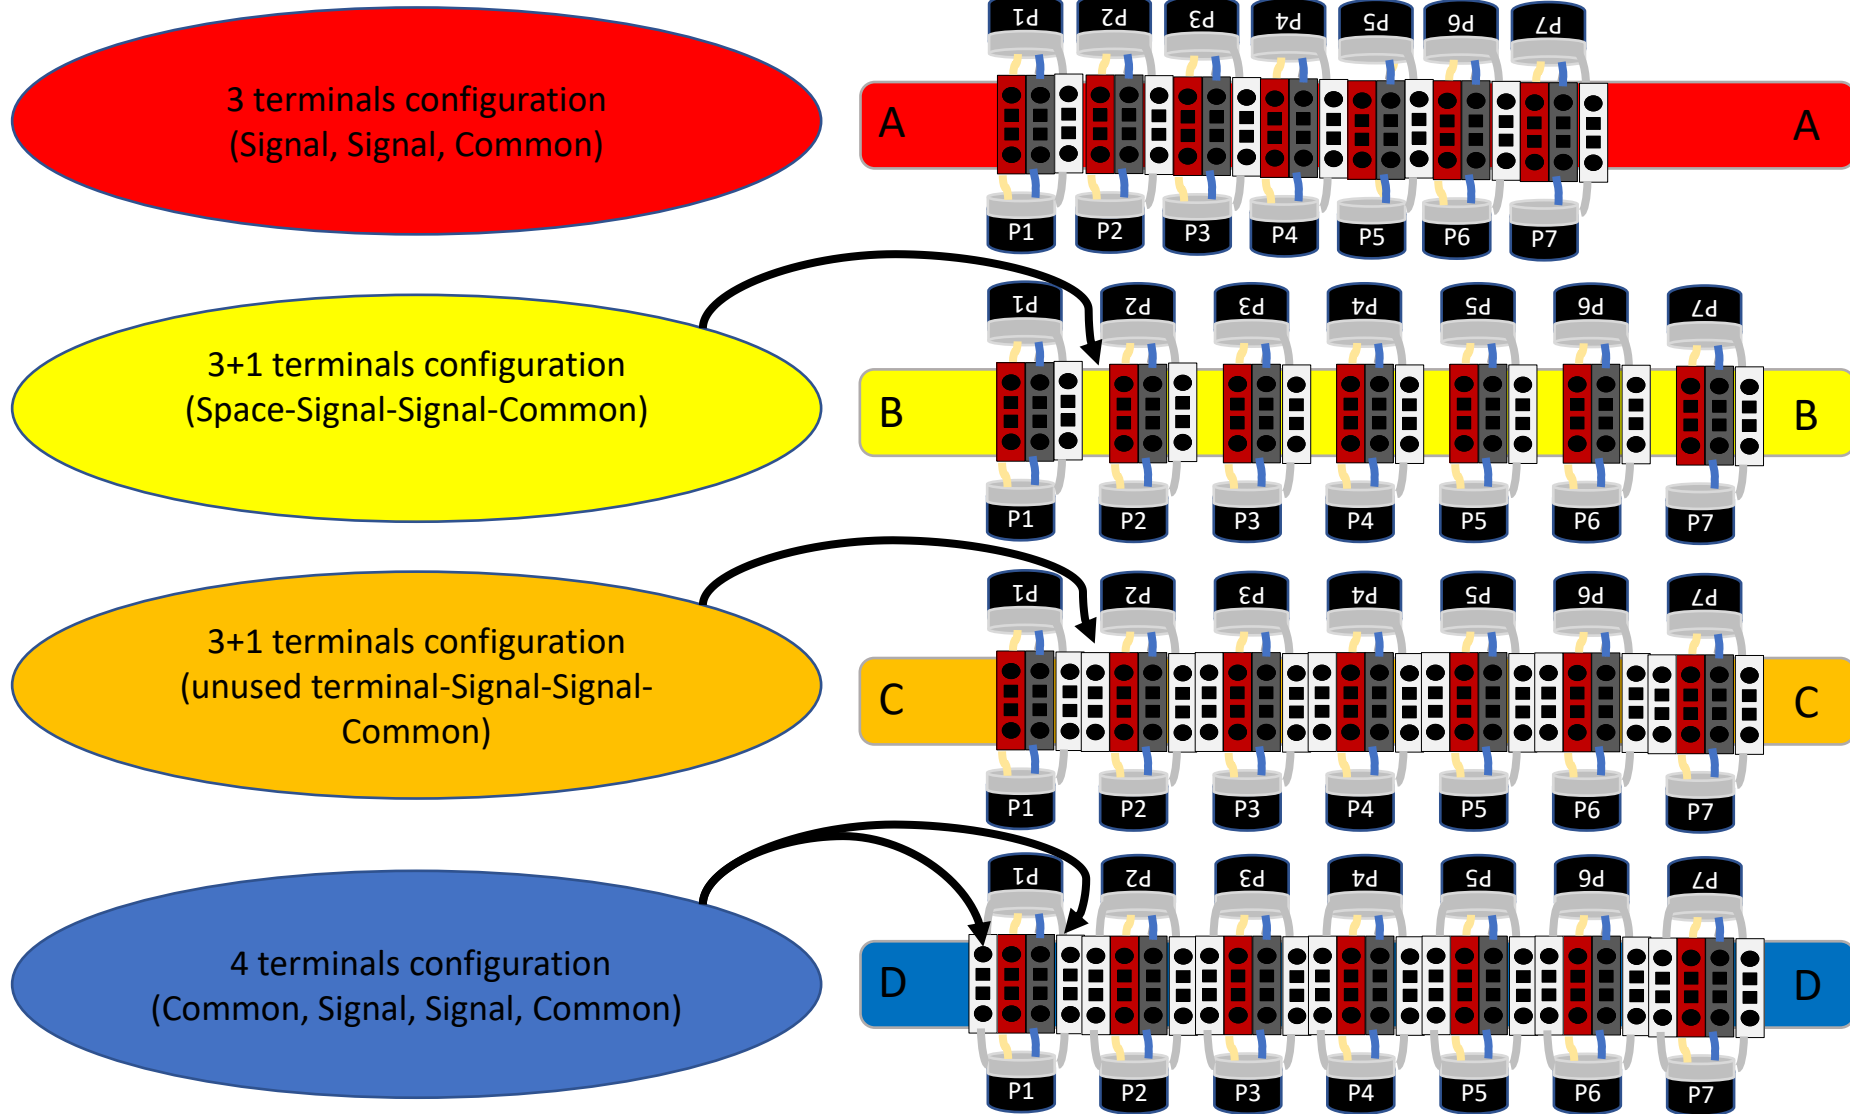 P1 P2 P3 P4 P5 P6 P7
3 terminals configuration
(Signal, Signal, Common)
A A
P1 P2 P3 P4 P5 P6 P7
P1 P2 P3 P4 P5 P6 P7
3+1 terminals configuration
(Space-Signal-Signal-Common)
B B
P1 P2 P3 P4 P5 P6 P7
P1 P2 P3 P4 P5 P6 P7
3+1 terminals configuration
(unused terminal-Signal-Signal-
Common)
C C
P1 P2 P3 P4 P5 P6 P7
P1 P2 P3 P4 P5 P6 P7
4 terminals configuration
(Common, Signal, Signal, Common)
D D
P1 P2 P3 P4 P5 P6 P7